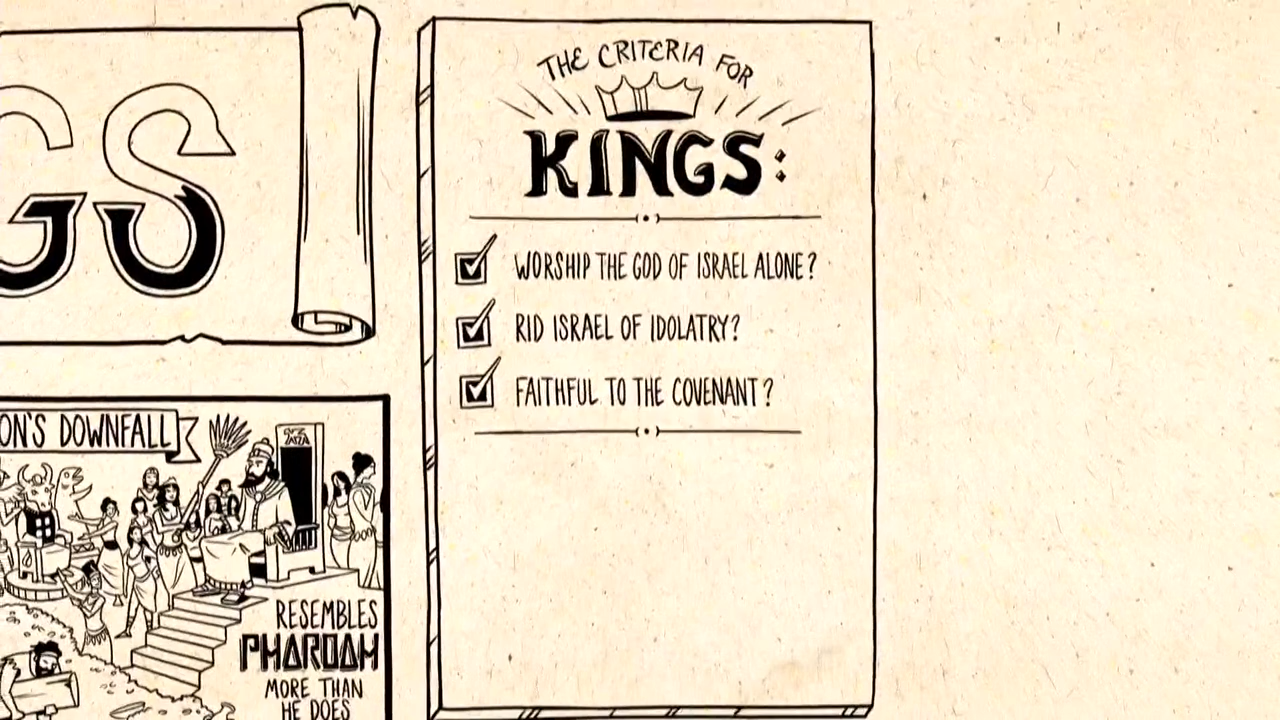 GS
THE CRITERIA FOR
KINGS:
WORSHIP THE GOD OF ISRAEL ALONE?
RID ISRAEL OF IDOLATRY?
FAITHFUL TO THE COVENANT?
ON'S DOWNFALL
RESEMBLES
PHAROAH
MORE THAN
HE DOES